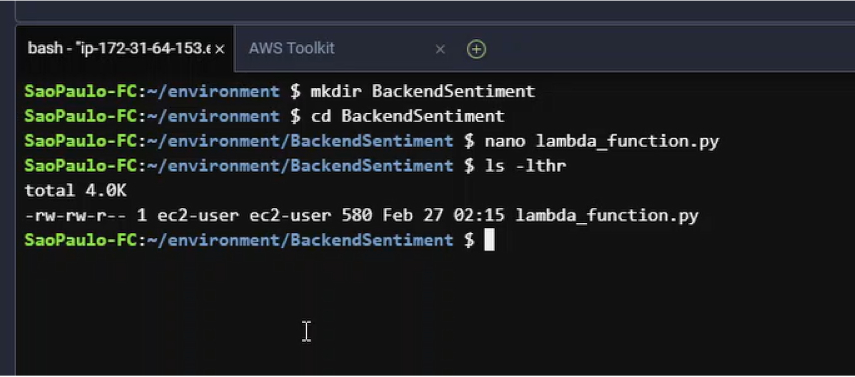 bash - "ip-172-31-64-153.e × AWS Toolkit ×
SaoPaulo-FC:~/environment $ mkdir BackendSentiment
SaoPaulo-FC:~/environment $ cd BackendSentiment
SaoPaulo-FC:~/environment/BackendSentiment $ nano lambda_function.py
SaoPaulo-FC:~/environment/BackendSentiment $ ls -lthr
total 4.0K
-rw-rw-r-- 1 ec2-user ec2-user 580 Feb 27 02:15 lambda_function.py
SaoPaulo-FC:~/environment/BackendSentiment $